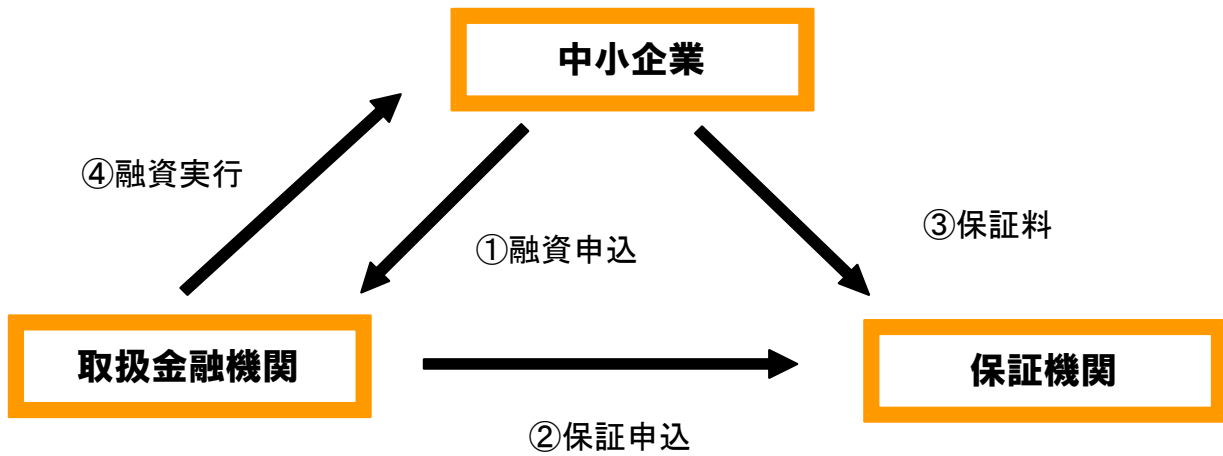 中小企業
④融資実行
③保証料
①融資申込
取扱金融機関
保証機関
②保証申込